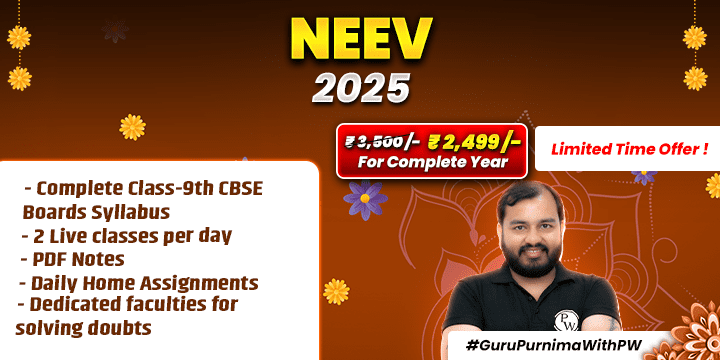 NEEV
2025
₹ 3,500/- ₹ 2,499/-
For Complete Year
Limited Time Offer !
- Complete Class-9th CBSE
Boards Syllabus
- 2 Live classes per day
- PDF Notes
- Daily Home Assignments
- Dedicated faculties for
solving doubts
PW
#GuruPurnimaWithPW